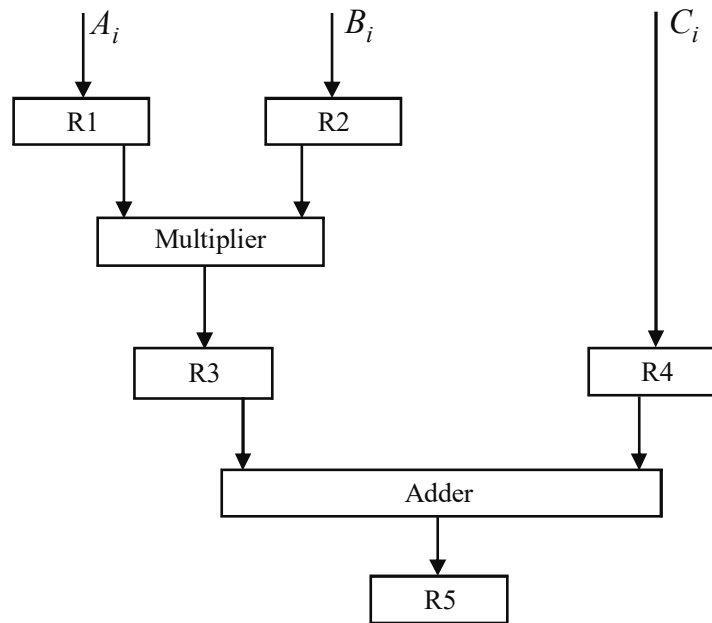 A_i
B_i
C_i
R1
R2
Multiplier
R3
R4
Adder
R5